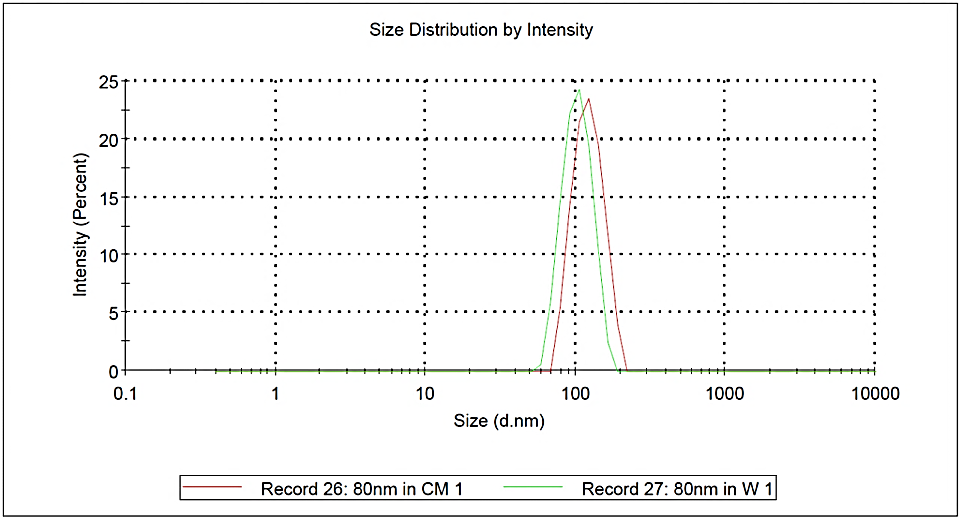 Size Distribution by Intensity
25
20
15
10
5
0
Intensity (Percent)
0.1 1 10 100 1000 10000
Size (d.nm)
Record 26: 80nm in CM 1 Record 27: 80nm in W 1